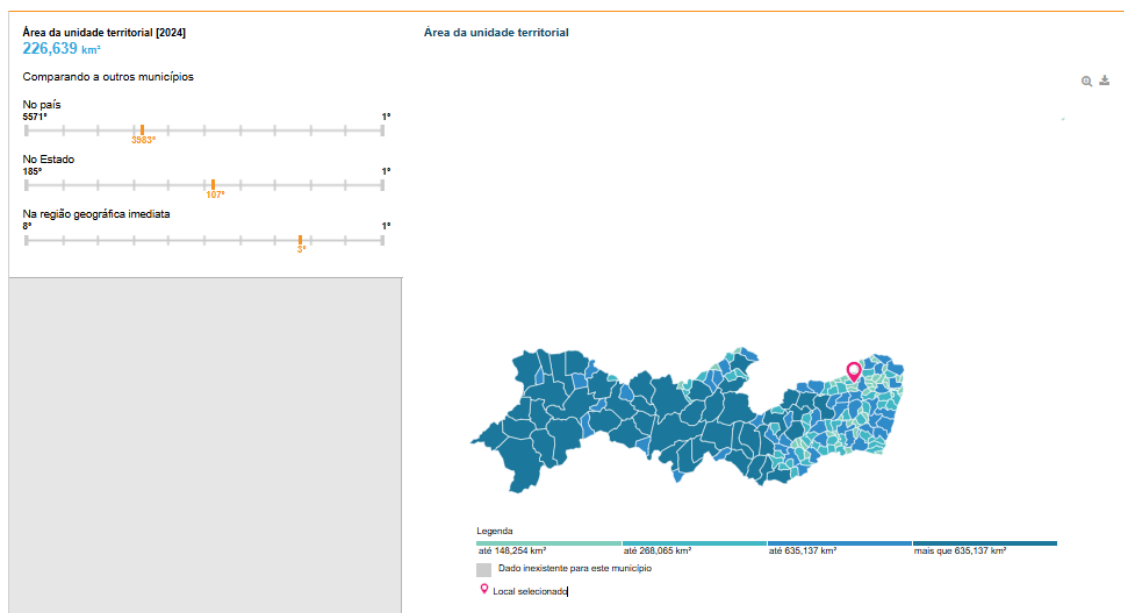 Área da unidade territorial [2024]
226,639 km²
Comparando a outros municípios
No país
5571º 1º
3983º
No Estado
185º 1º
107º
Na região geográfica imediata
8º 1º
3º
Área da unidade territorial
Legenda
até 148,254 km²
até 268,065 km²
até 635,137 km²
mais que 635,137 km²
Dado inexistente para este município
Local selecionado